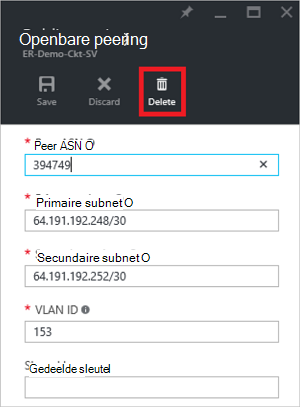 Openbare peering
ER-Demo-Ckt-SV
Save Discard Delete
* Peer ASN O
394749
* Primaire subnet O
64.191.192.248/30
* Secundaire subnet O
64.191.192.252/30
* VLAN ID
153
Gedeelde sleutel